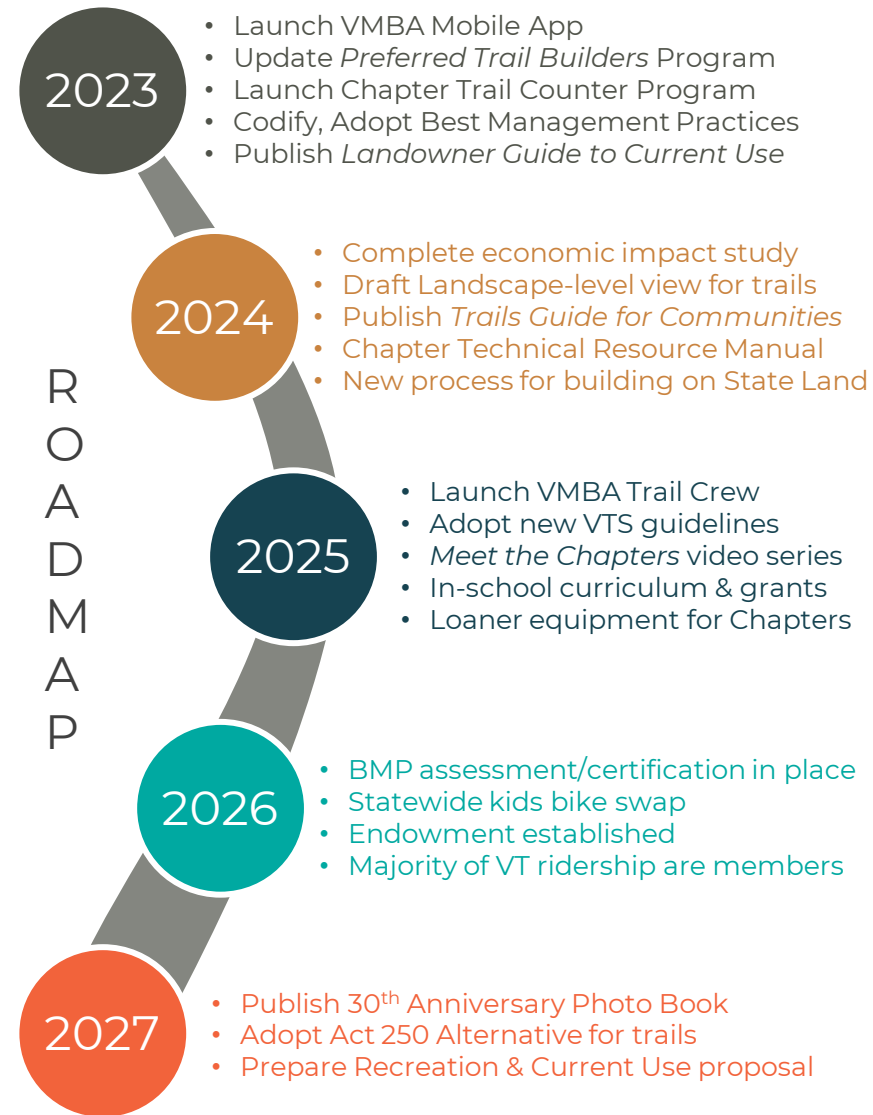 2023
• Launch VMBA Mobile App
• Update Preferred Trail Builders Program
• Launch Chapter Trail Counter Program
• Codify, Adopt Best Management Practices
• Publish Landowner Guide to Current Use
2024
• Complete economic impact study
• Draft Landscape-level view for trails
• Publish Trails Guide for Communities
• Chapter Technical Resource Manual
• New process for building on State Land
ROADMAP
2025
• Launch VMBA Trail Crew
• Adopt new VTS guidelines
• Meet the Chapters video series
• In-school curriculum & grants
• Loaner equipment for Chapters
2026
• BMP assessment/certification in place
• Statewide kids bike swap
• Endowment established
• Majority of VT ridership are members
2027
• Publish 30th Anniversary Photo Book
• Adopt Act 250 Alternative for trails
• Prepare Recreation & Current Use proposal